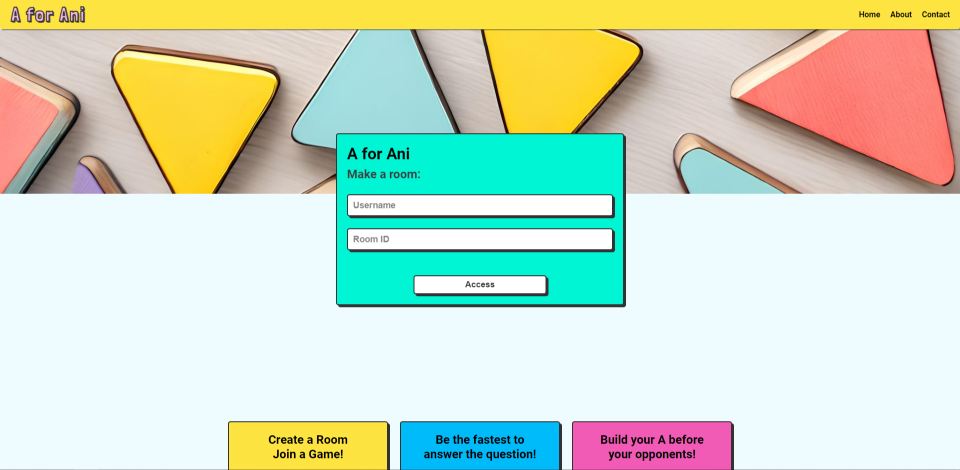 A for Ani
Home About Contact
A for Ani
Make a room:
Username
Room ID
Access
Create a Room
Join a Game!
Be the fastest to
answer the question!
Build your A before
your opponents!